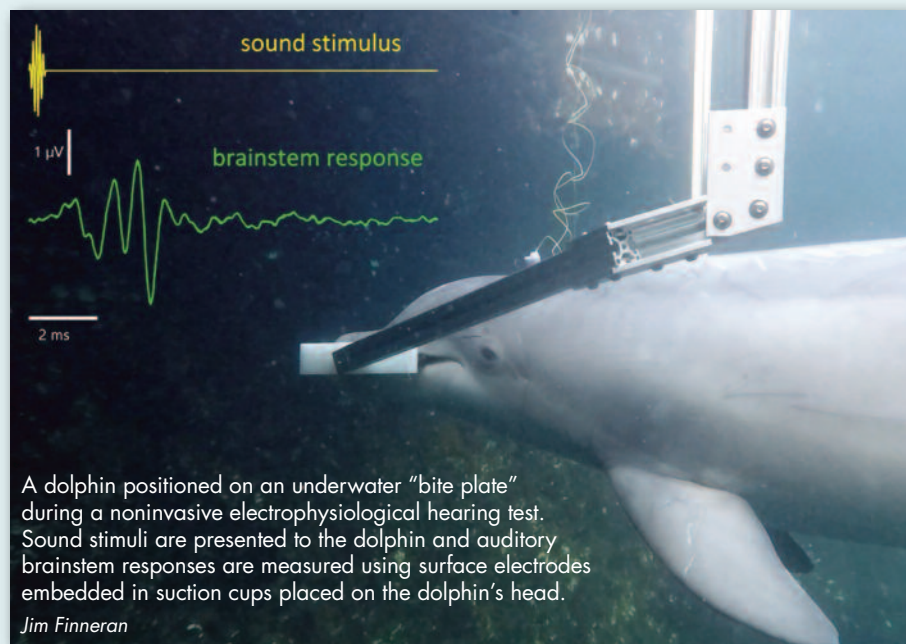 sound stimulus
1 μV
brainstem response
2 ms
A dolphin positioned on an underwater “bite plate”
during a noninvasive electrophysiological hearing test.
Sound stimuli are presented to the dolphin and auditory
brainstem responses are measured using surface electrodes
embedded in suction cups placed on the dolphin’s head.
Jim Finneran